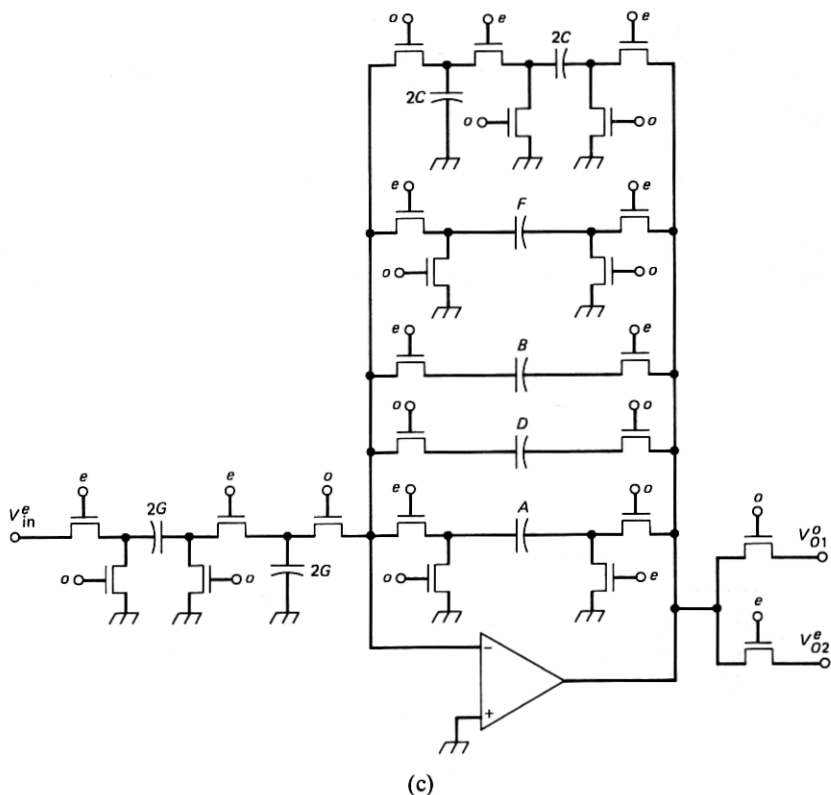 o e 2C e
2C
o o
e F e
o o
e B e
o D o
e e o e A o
V^e_in 2G o V^o_O1
o o 2G o e e V^e_O2
−
+
(c)